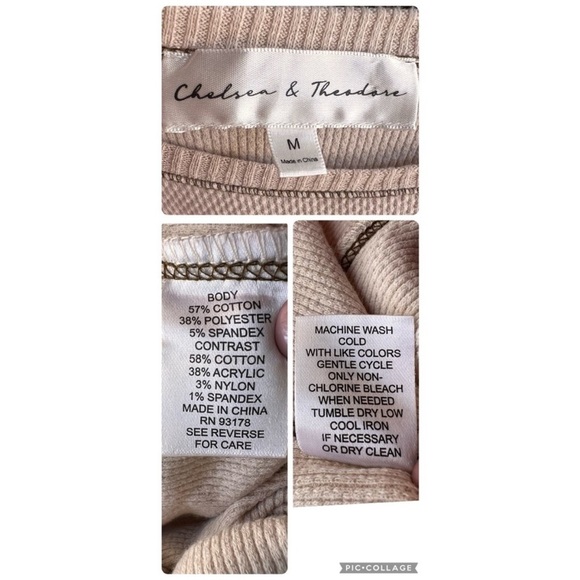 Chelsea & Theodore
M
Made in China
BODY
57% COTTON
38% POLYESTER
5% SPANDEX
CONTRAST
58% COTTON
38% ACRYLIC
3% NYLON
1% SPANDEX
MADE IN CHINA
RN 93178
SEE REVERSE
FOR CARE
MACHINE WASH
COLD
WITH LIKE COLORS
GENTLE CYCLE
ONLY NON-
CHLORINE BLEACH
WHEN NEEDED
TUMBLE DRY LOW
COOL IRON
IF NECESSARY
OR DRY CLEAN
PIC•COLLAGE